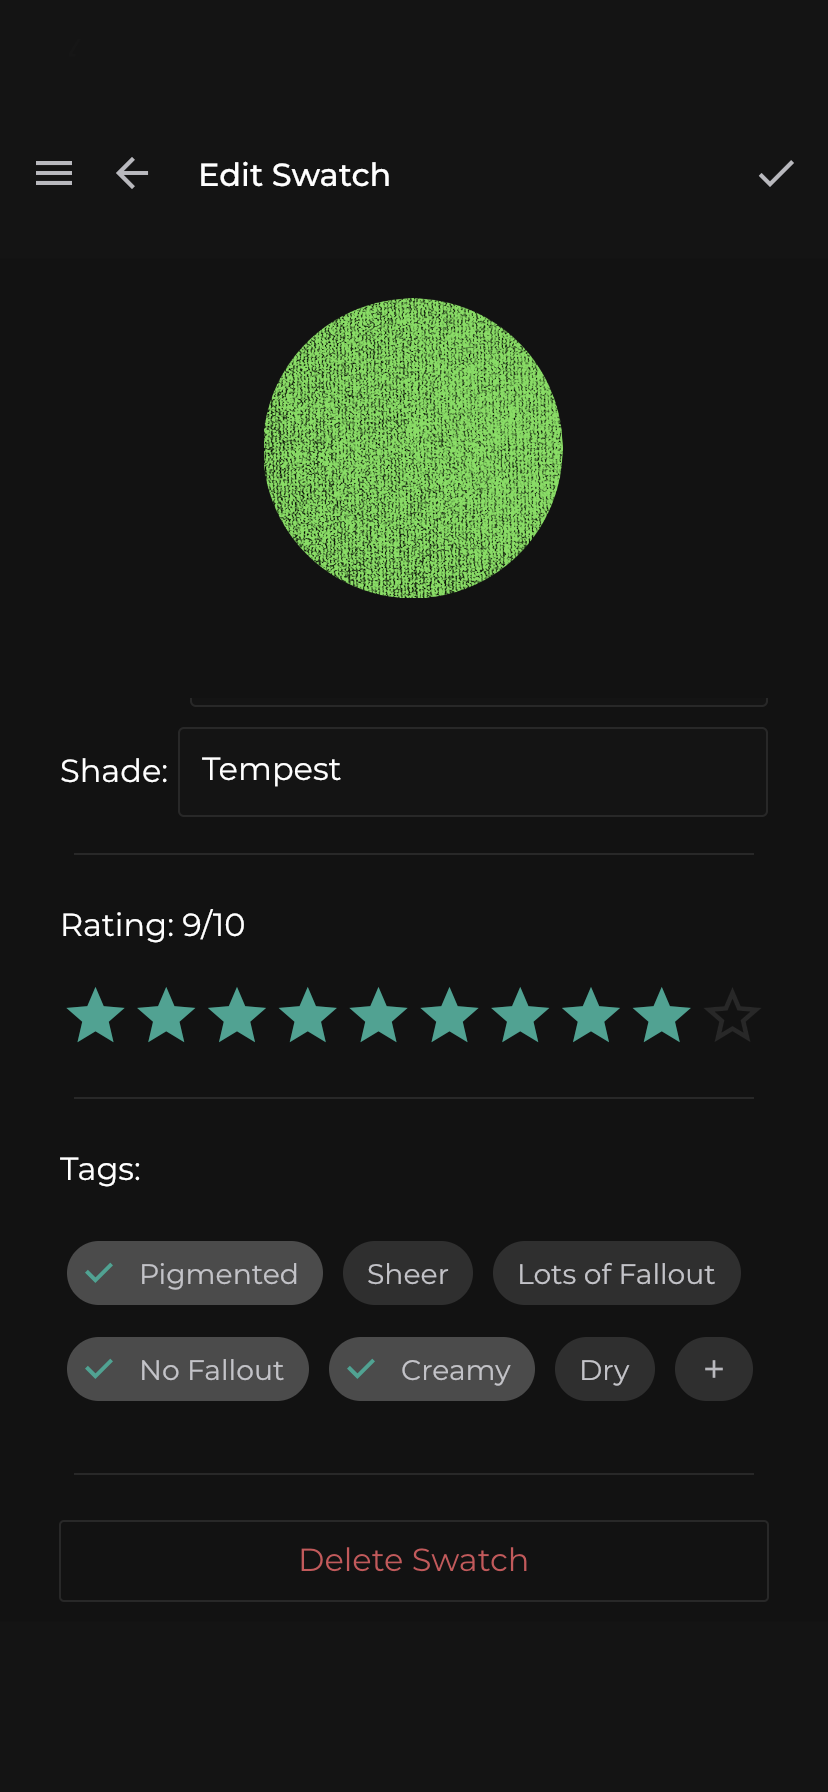 Edit Swatch
Shade: Tempest
Rating: 9/10
Tags:
Pigmented Sheer Lots of Fallout
No Fallout Creamy Dry +
Delete Swatch